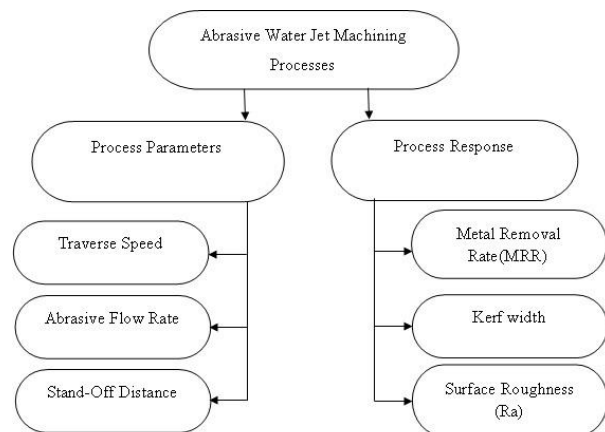 Abrasive Water Jet Machining
Processes
Process Parameters
Process Response
Traverse Speed
Abrasive Flow Rate
Stand-Off Distance
Metal Removal
Rate(MRR)
Kerf width
Surface Roughness
(Ra)